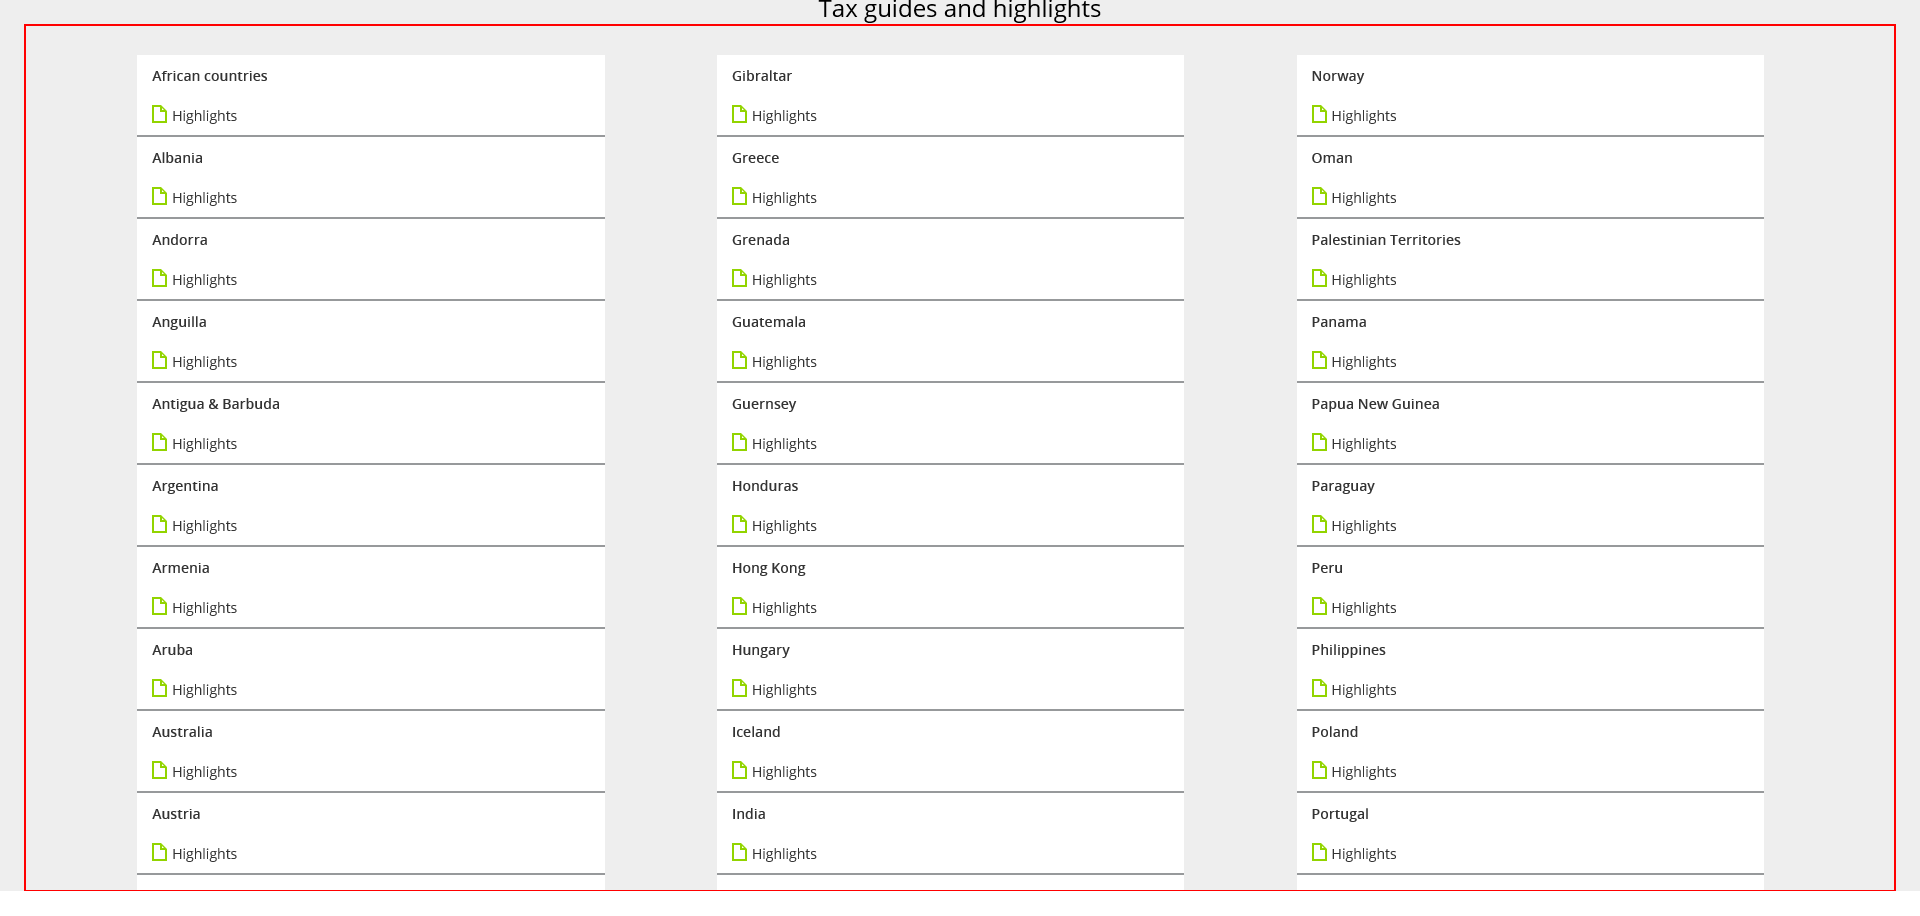 Tax guides and highlights
African countries
Highlights
Albania
Highlights
Andorra
Highlights
Anguilla
Highlights
Antigua & Barbuda
Highlights
Argentina
Highlights
Armenia
Highlights
Aruba
Highlights
Australia
Highlights
Austria
Highlights
Gibraltar
Highlights
Greece
Highlights
Grenada
Highlights
Guatemala
Highlights
Guernsey
Highlights
Honduras
Highlights
Hong Kong
Highlights
Hungary
Highlights
Iceland
Highlights
India
Highlights
Norway
Highlights
Oman
Highlights
Palestinian Territories
Highlights
Panama
Highlights
Papua New Guinea
Highlights
Paraguay
Highlights
Peru
Highlights
Philippines
Highlights
Poland
Highlights
Portugal
Highlights